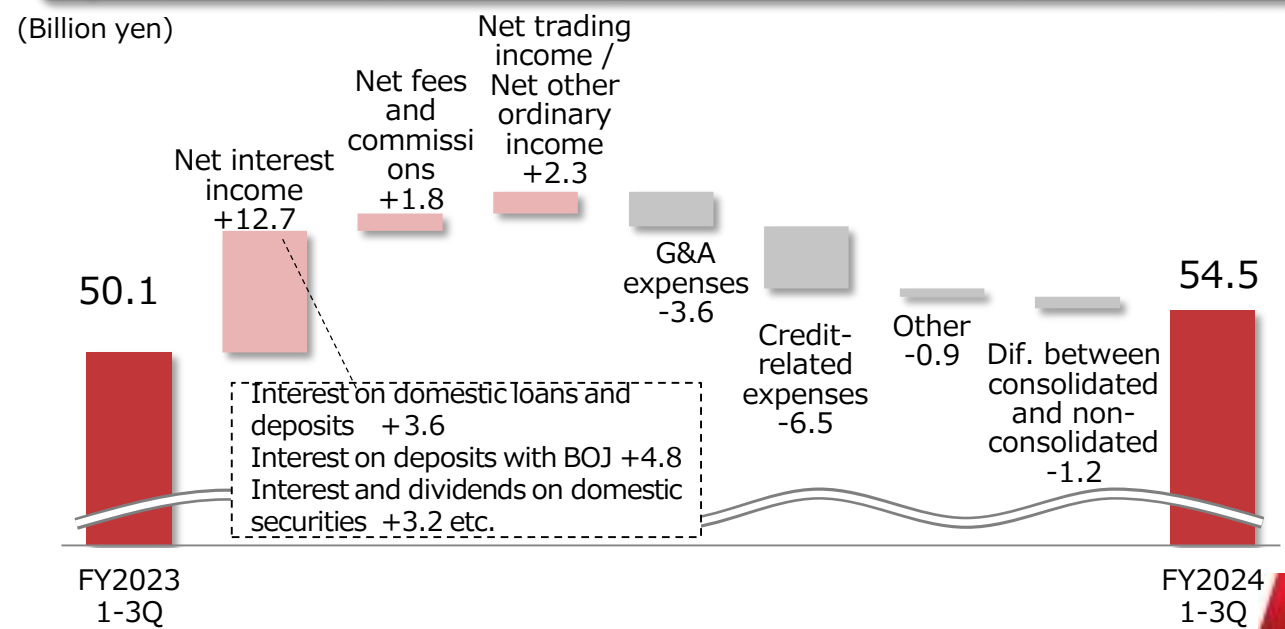 (Billion yen)
50.1
Net interest
income
+12.7
Net fees
and
commissi
ons
+1.8
Net trading
income /
Net other
ordinary
income
+2.3
G&A
expenses
-3.6
Credit-
related
expenses
-6.5
Other
-0.9
Dif. between
consolidated
and non-
consolidated
-1.2
54.5
Interest on domestic loans and
deposits +3.6
Interest on deposits with BOJ +4.8
Interest and dividends on domestic
securities +3.2 etc.
FY2023
1-3Q
FY2024
1-3Q